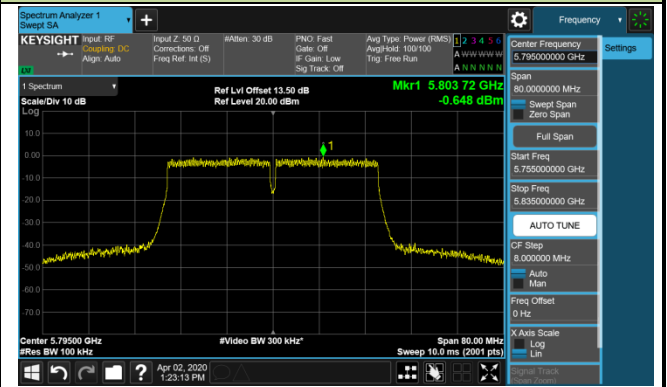 Spectrum Analyzer 1
Swept SA
+
Frequency
KEYSIGHT
Input: RF
Coupling: DC
Align: Auto
Input Z: 50 Ω
Corrections: Off
Freq Ref: Int (S)
#Atten: 30 dB
PNO: Fast
Gate: Off
IF Gain: Low
Sig Track: Off
Avg Type: Power (RMS)
Avg|Hold: 100/100
Trig: Free Run
1 2 3 4 5 6
A W W W W W
A N N N N N
LXI
1 Spectrum
Scale/Div 10 dB
Log
Ref Lvl Offset 13.50 dB
Ref Level 20.00 dBm
Mkr1 5.803 72 GHz
-0.648 dBm
1
10.0
0.00
-10.0
-20.0
-30.0
-40.0
-50.0
-60.0
-70.0
Center 5.79500 GHz
#Res BW 100 kHz
#Video BW 300 kHz*
Span 80.00 MHz
Sweep 10.0 ms (2001 pts)
Center Frequency
5.795000000 GHz
Settings
Span
80.0000000 MHz
Swept Span
Zero Span
Full Span
Start Freq
5.755000000 GHz
Stop Freq
5.835000000 GHz
AUTO TUNE
CF Step
8.000000 MHz
Auto
Man
Freq Offset
0 Hz
X Axis Scale
Log
Lin
Signal Track
(Span Zoom)
?
Apr 02, 2020
1:23:13 PM